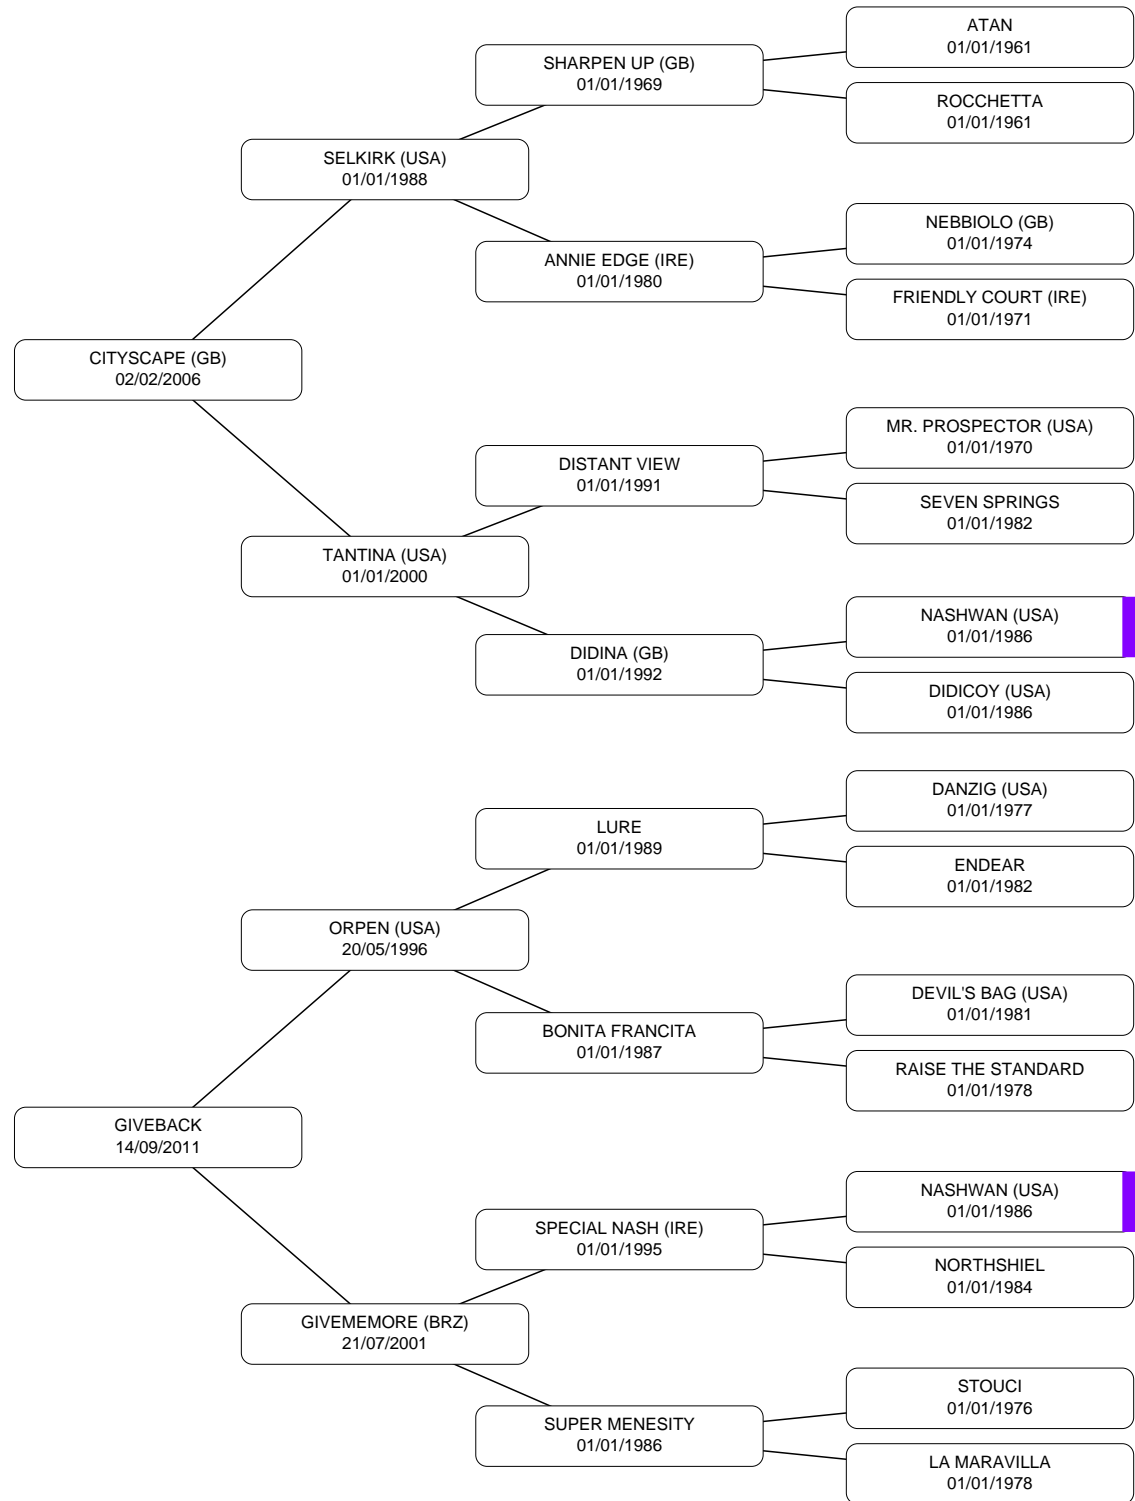 ATAN
01/01/1961
SHARPEN UP (GB)
01/01/1969
ROCCHETTA
01/01/1961
SELKIRK (USA)
01/01/1988
NEBBIOLO (GB)
01/01/1974
ANNIE EDGE (IRE)
01/01/1980
FRIENDLY COURT (IRE)
01/01/1971
CITYSCAPE (GB)
02/02/2006
MR. PROSPECTOR (USA)
01/01/1970
DISTANT VIEW
01/01/1991
SEVEN SPRINGS
01/01/1982
TANTINA (USA)
01/01/2000
NASHWAN (USA)
01/01/1986
DIDINA (GB)
01/01/1992
DIDICOY (USA)
01/01/1986
DANZIG (USA)
01/01/1977
LURE
01/01/1989
ENDEAR
01/01/1982
ORPEN (USA)
20/05/1996
DEVIL'S BAG (USA)
01/01/1981
BONITA FRANCITA
01/01/1987
RAISE THE STANDARD
01/01/1978
GIVEBACK
14/09/2011
NASHWAN (USA)
01/01/1986
SPECIAL NASH (IRE)
01/01/1995
NORTHSHIEL
01/01/1984
GIVEMEMORE (BRZ)
21/07/2001
STOUCI
01/01/1976
SUPER MENESITY
01/01/1986
LA MARAVILLA
01/01/1978